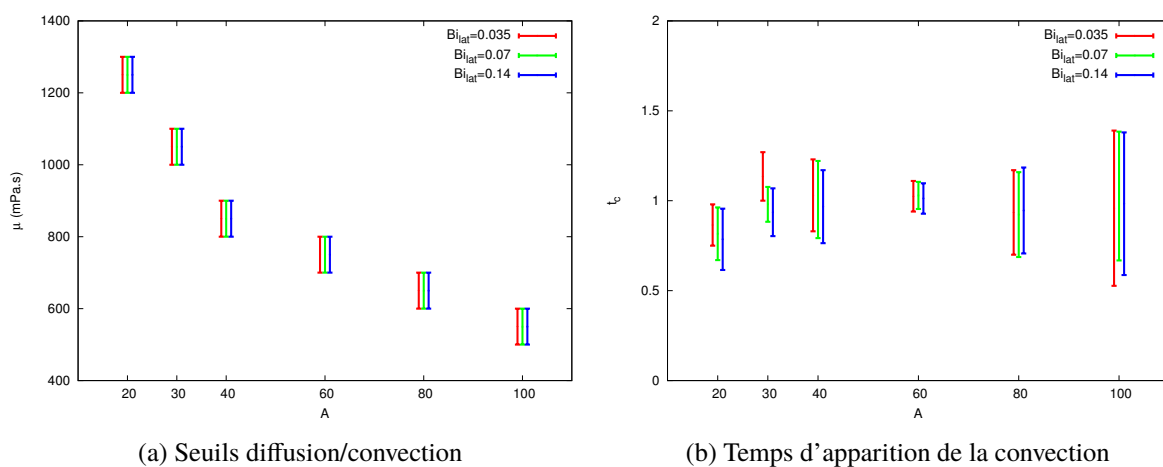 1400
1200
1000
800
600
400
μ (mPa.s)
20 30 40 60 80 100
A
Bi_lat=0.035
Bi_lat=0.07
Bi_lat=0.14
(a) Seuils diffusion/convection
2
1.5
1
0.5
0
t_c
20 30 40 60 80 100
A
Bi_lat=0.035
Bi_lat=0.07
Bi_lat=0.14
(b) Temps d'apparition de la convection